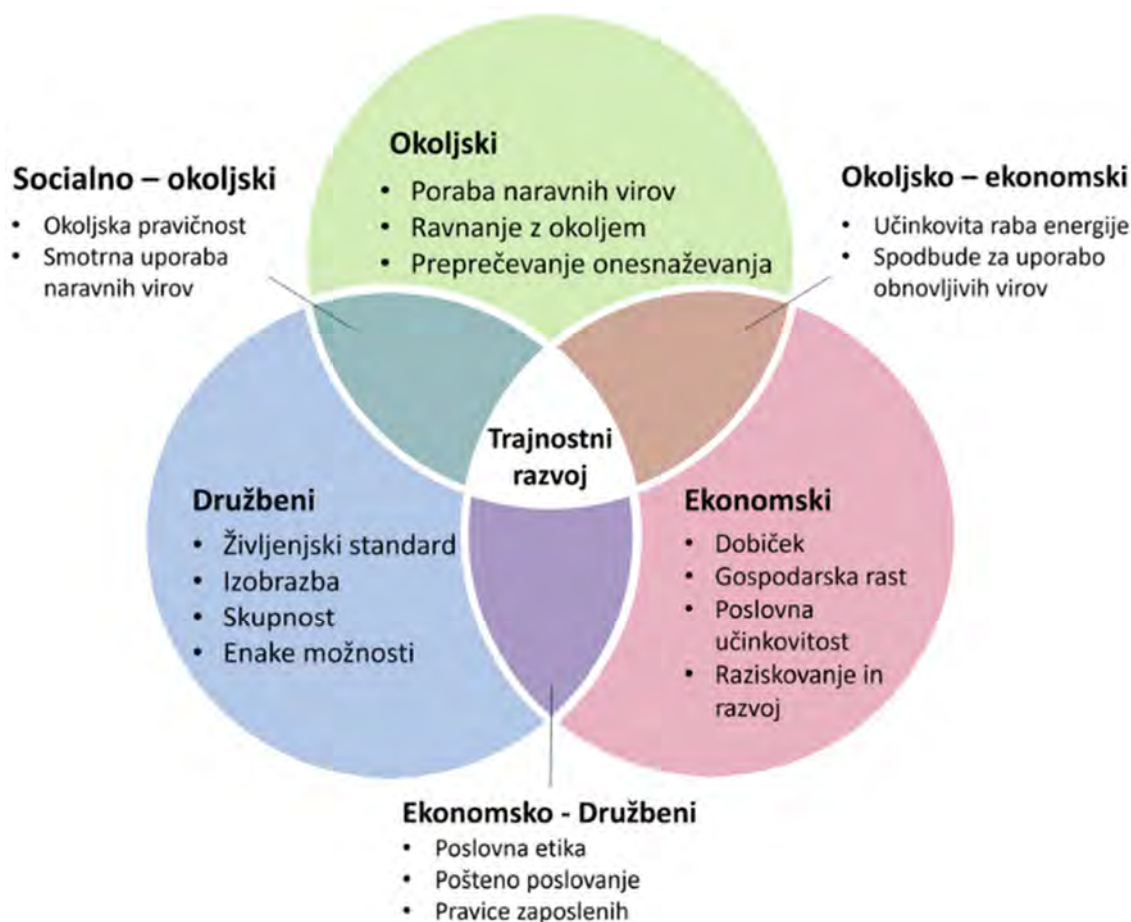 Okoljski
• Poraba naravnih virov
• Ravnanje z okoljem
• Preprečevanje onesnaževanja
Socialno – okoljski
• Okoljska pravičnost
• Smotrna uporaba
naravnih virov
Okoljsko – ekonomski
• Učinkovita raba energije
• Spodbude za uporabo
obnovljivih virov
Trajnostni
razvoj
Družbeni
• Življenjski standard
• Izobrazba
• Skupnost
• Enake možnosti
Ekonomski
• Dobiček
• Gospodarska rast
• Poslovna
učinkovitost
• Raziskovanje in
razvoj
Ekonomsko - Družbeni
• Poslovna etika
• Pošteno poslovanje
• Pravice zaposlenih